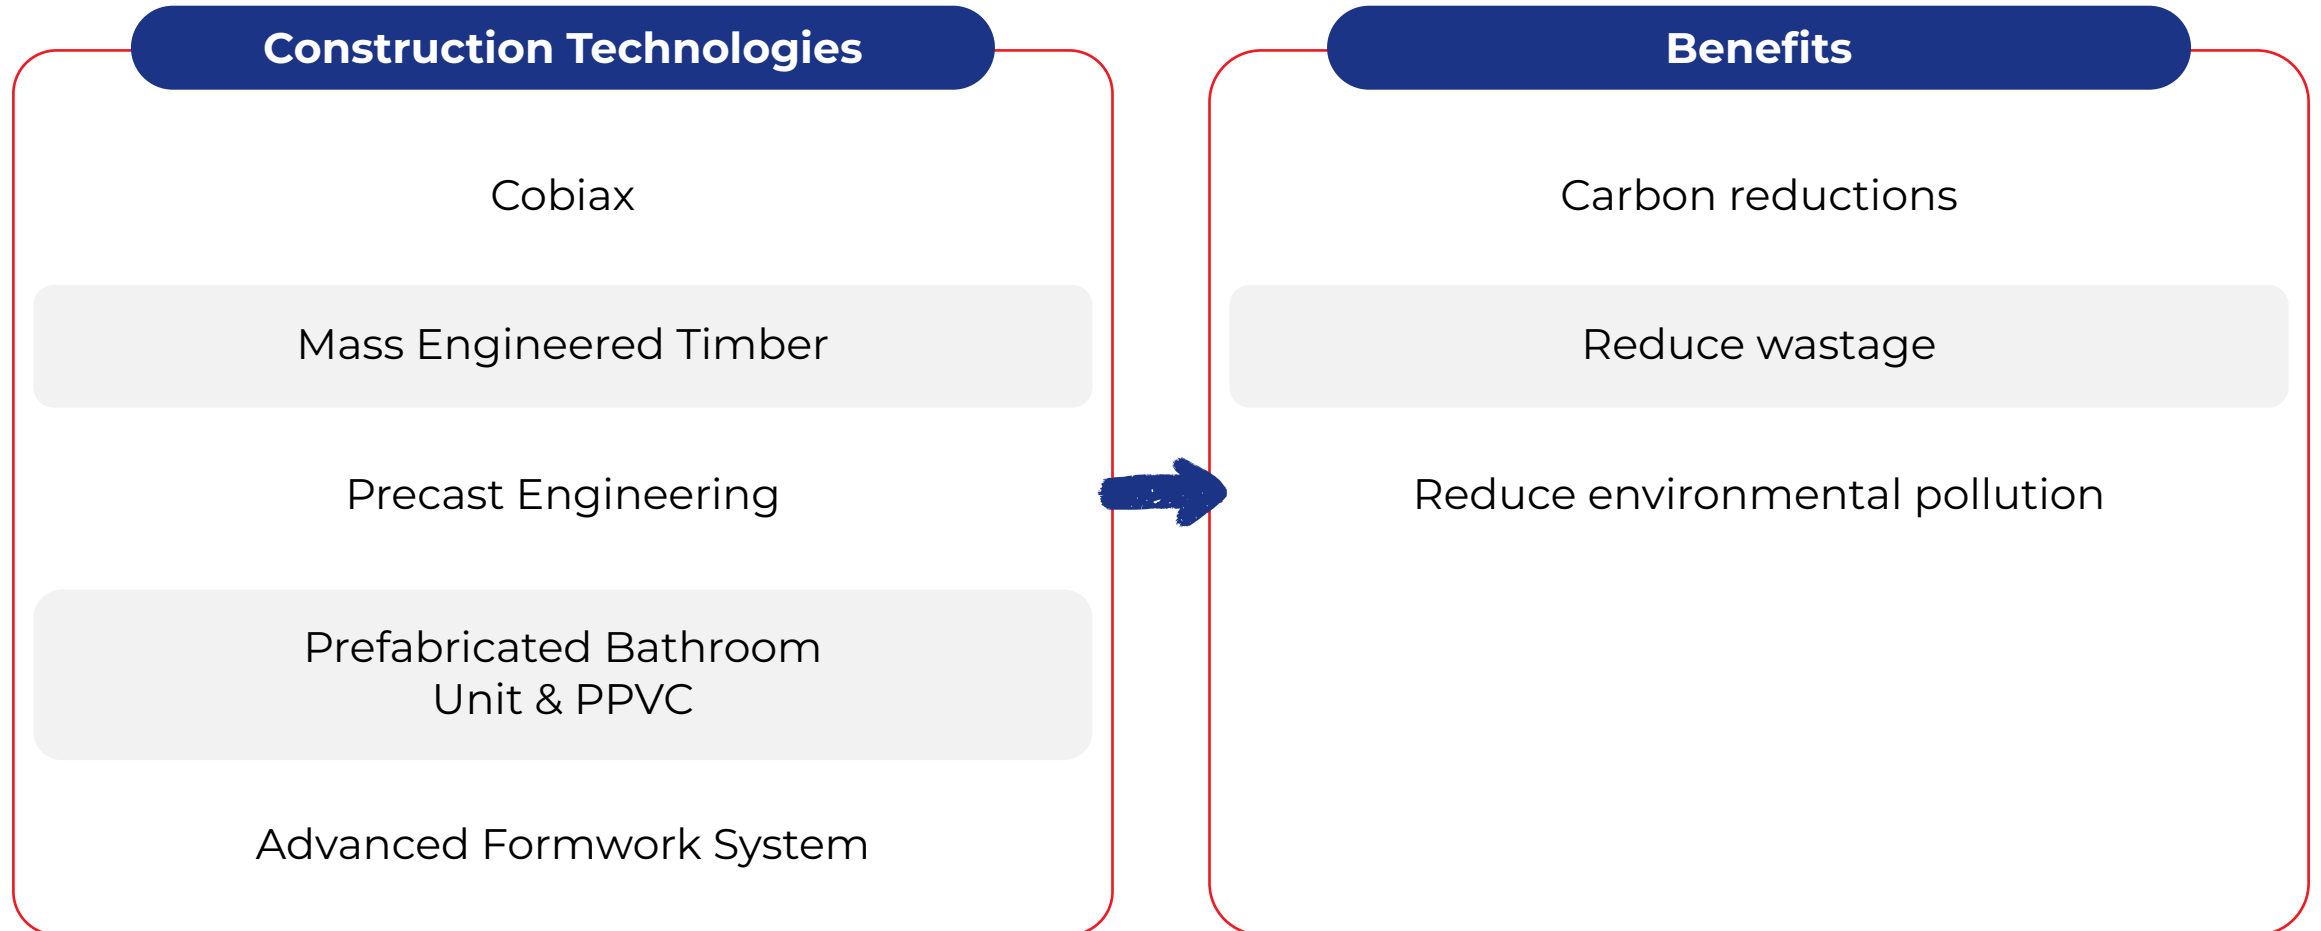 Construction Technologies
Cobiax
Mass Engineered Timber
Precast Engineering
Prefabricated Bathroom
Unit & PPVC
Advanced Formwork System
Benefits
Carbon reductions
Reduce wastage
Reduce environmental pollution